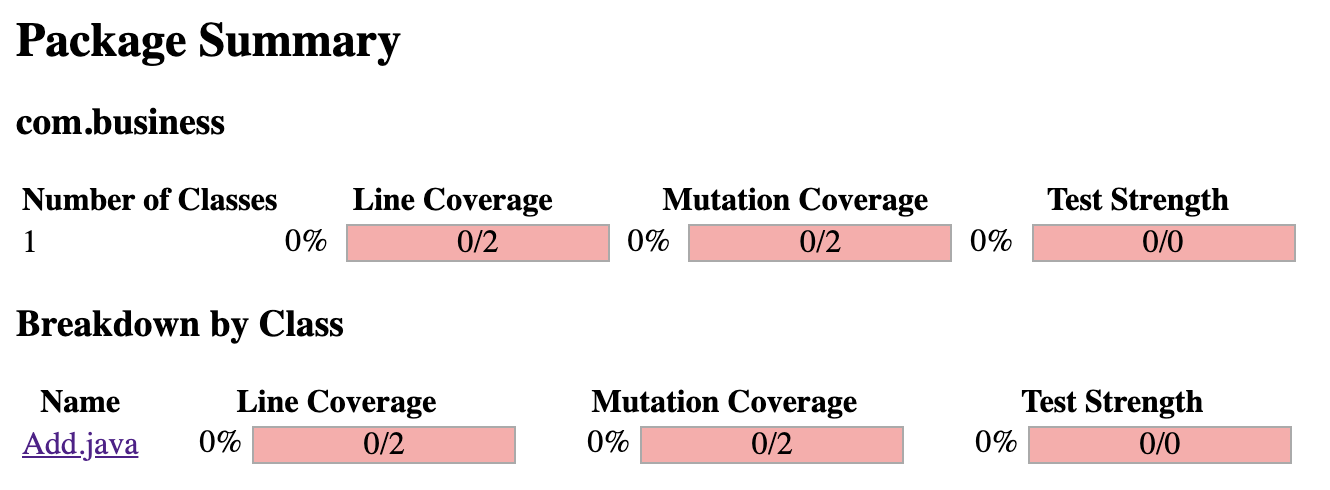 Package Summary
com.business
Number of Classes Line Coverage Mutation Coverage Test Strength
1 0% 0/2 0% 0/2 0% 0/0
Breakdown by Class
Name Line Coverage Mutation Coverage Test Strength
Add.java 0% 0/2 0% 0/2 0% 0/0